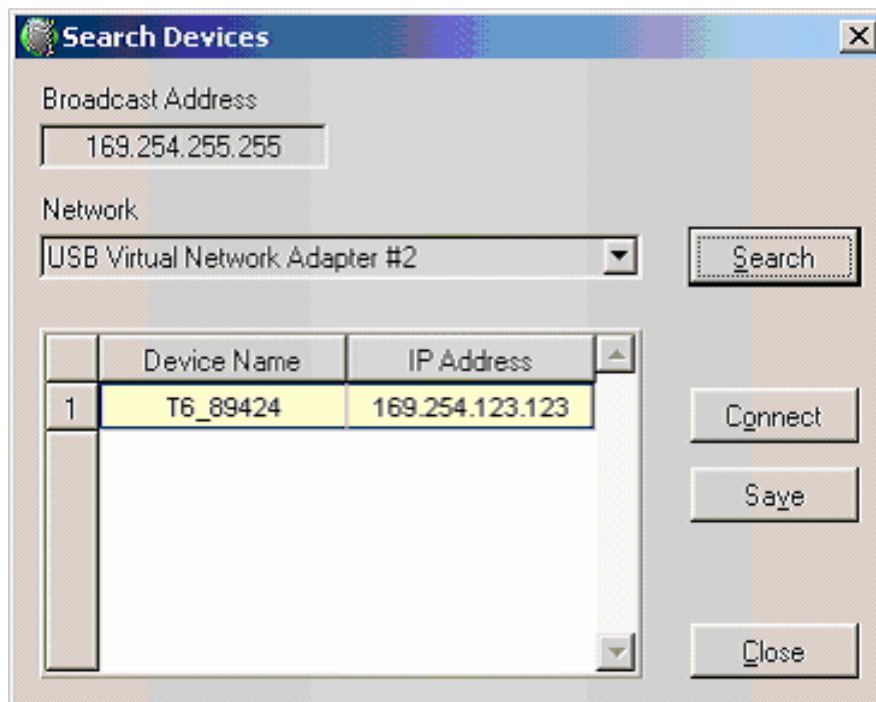 Search Devices
Broadcast Address
169.254.255.255
Network
USB Virtual Network Adapter #2
Search
Device Name IP Address
1 T6_89424 169.254.123.123
Connect
Save
Close